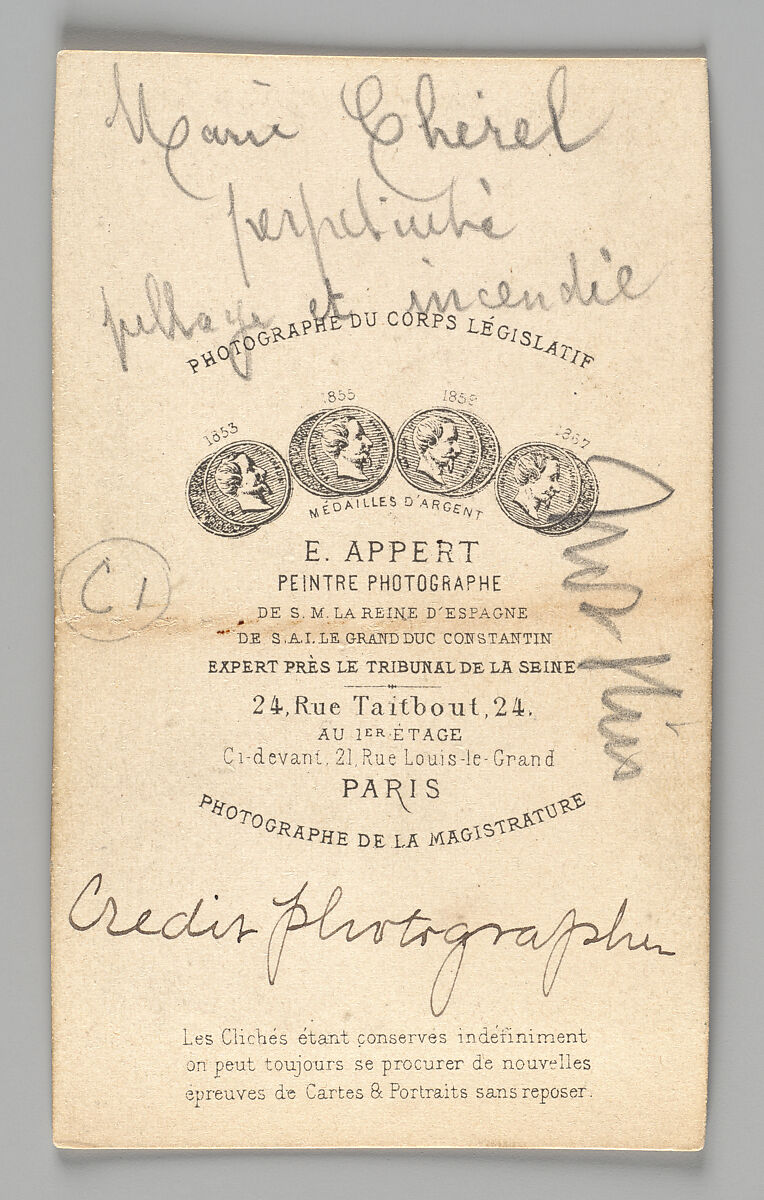 Marie Cherel
perpetuité
pillage et incendie
PHOTOGRAPHE DU CORPS LÉGISLATIF
1853 1855 1867
MÉDAILLES D'ARGENT
E. APPERT
PEINTRE PHOTOGRAPHE
C1
DE S. M. LA REINE D'ESPAGNE
DE S.A.I. LE GRAND DUC CONSTANTIN
EXPERT PRÈS LE TRIBUNAL DE LA SEINE
24, Rue Taitbout, 24.
AU 1ER ÉTAGE
Ci-devant, 21, Rue Louis-le-Grand
PARIS
PHOTOGRAPHE DE LA MAGISTRATURE
Credit photographer
Les Clichés étant conservés indéfiniment
on peut toujours se procurer de nouvelles
épreuves de Cartes & Portraits sans reposer.